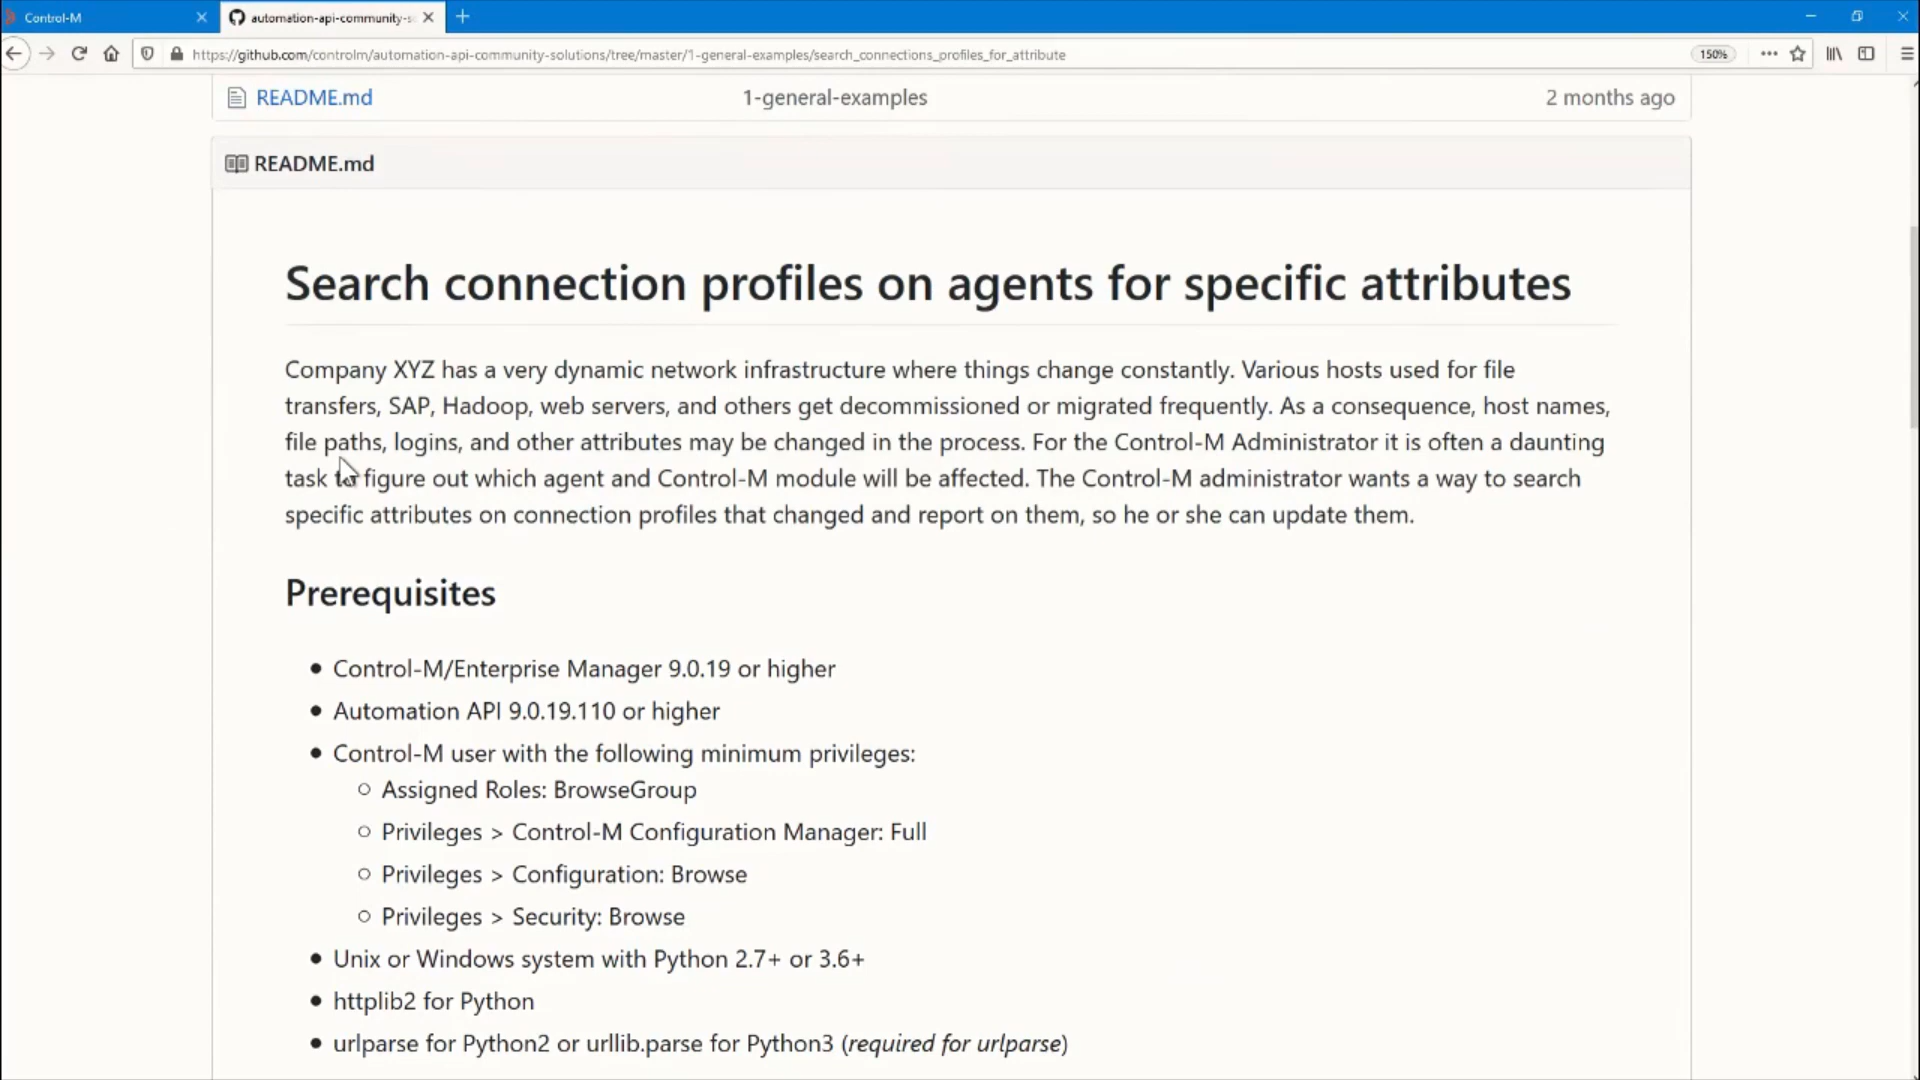 Control-M
automation-api-community-s
https://github.com/controlm/automation-api-community-solutions/tree/master/1-general-examples/search_connections_profiles_for_attribute
150%
README.md 1-general-examples 2 months ago
README.md
Search connection profiles on agents for specific attributes
Company XYZ has a very dynamic network infrastructure where things change constantly. Various hosts used for file
transfers, SAP, Hadoop, web servers, and others get decommissioned or migrated frequently. As a consequence, host names,
file paths, logins, and other attributes may be changed in the process. For the Control-M Administrator it is often a daunting
task to figure out which agent and Control-M module will be affected. The Control-M administrator wants a way to search
specific attributes on connection profiles that changed and report on them, so he or she can update them.
Prerequisites
Control-M/Enterprise Manager 9.0.19 or higher
Automation API 9.0.19.110 or higher
Control-M user with the following minimum privileges:
Assigned Roles: BrowseGroup
Privileges > Control-M Configuration Manager: Full
Privileges > Configuration: Browse
Privileges > Security: Browse
Unix or Windows system with Python 2.7+ or 3.6+
httplib2 for Python
urlparse for Python2 or urllib.parse for Python3 (required for urlparse)